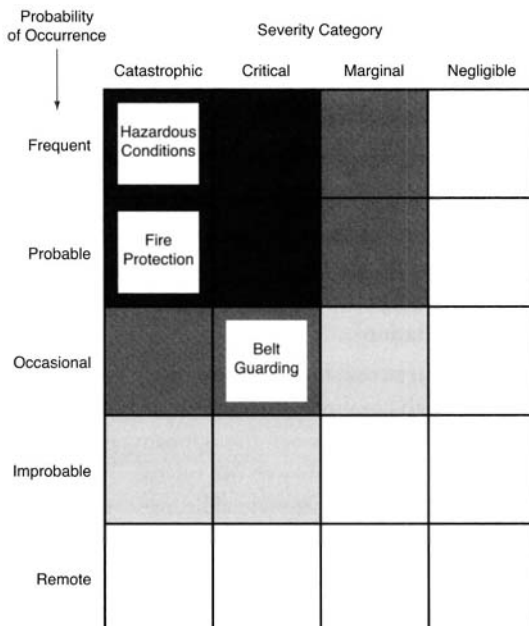 Probability
of Occurrence
Severity Category
Catastrophic Critical Marginal Negligible
Frequent
Hazardous
Conditions
Probable
Fire
Protection
Occasional
Belt
Guarding
Improbable
Remote